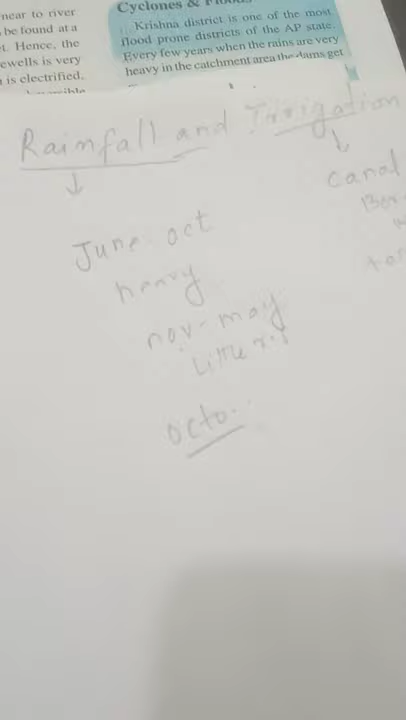 near to river
be found at a
t. Hence, the
ewells is very
is electrified.
Cyclones &
Krishna district is one of the most
flood prone districts of the AP state.
Every few years when the rains are very
heavy in the catchment area the dams get
Rainfall and Irrigation
June oct
heavy
nov-may
Little
octo.
canal
Bor